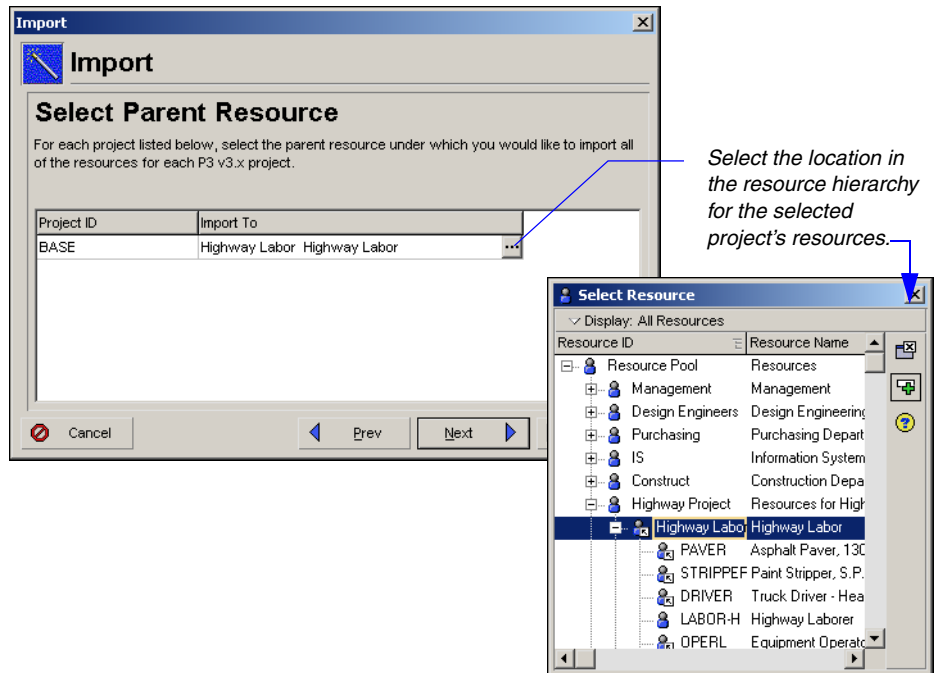 Import
Import
Select Parent Resource
For each project listed below, select the parent resource under which you would like to import all
of the resources for each P3 v3.x project.
Project ID Import To
BASE Highway Labor Highway Labor ...
Cancel Prev Next
Select the location in
the resource hierarchy
for the selected
project's resources.
Select Resource
Display: All Resources
Resource ID Resource Name
Resource Pool Resources
Management Management
Design Engineers Design Engineering
Purchasing Purchasing Depart
IS Information System
Construct Construction Depa
Highway Project Resources for High
Highway Labo Highway Labor
PAVER Asphalt Paver, 130
STRIPPER Paint Stripper, S.P.
DRIVER Truck Driver - Hea
LABOR-H Highway Laborer
OPERL Equipment Operato